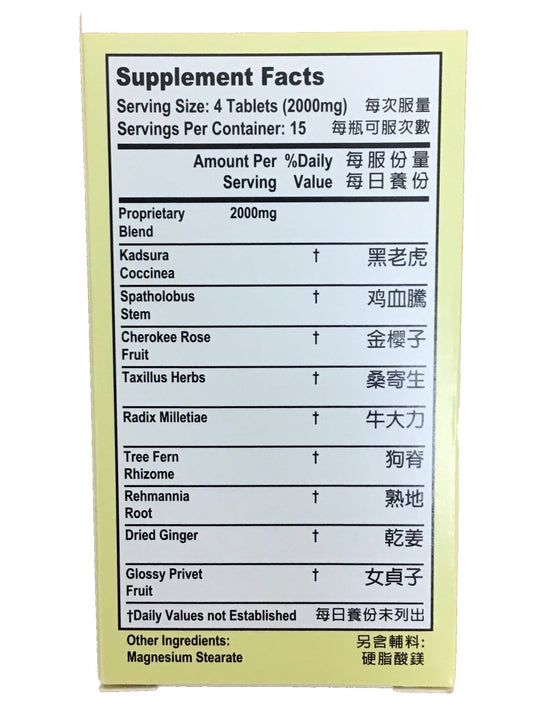 Supplement Facts
Serving Size: 4 Tablets (2000mg) 每次服量
Servings Per Container: 15 每瓶可服次數
Amount Per %Daily 每服份量
Serving Value 每日養份
Proprietary 2000mg
Blend
Kadsura † 黑老虎
Coccinea
Spatholobus † 鸡血騰
Stem
Cherokee Rose † 金櫻子
Fruit
Taxillus Herbs † 桑寄生
Radix Milletiae † 牛大力
Tree Fern † 狗脊
Rhizome
Rehmannia † 熟地
Root
Dried Ginger † 乾姜
Glossy Privet † 女貞子
Fruit
†Daily Values not Established 每日養份未列出
Other Ingredients: 另含輔料:
Magnesium Stearate 硬脂酸鎂